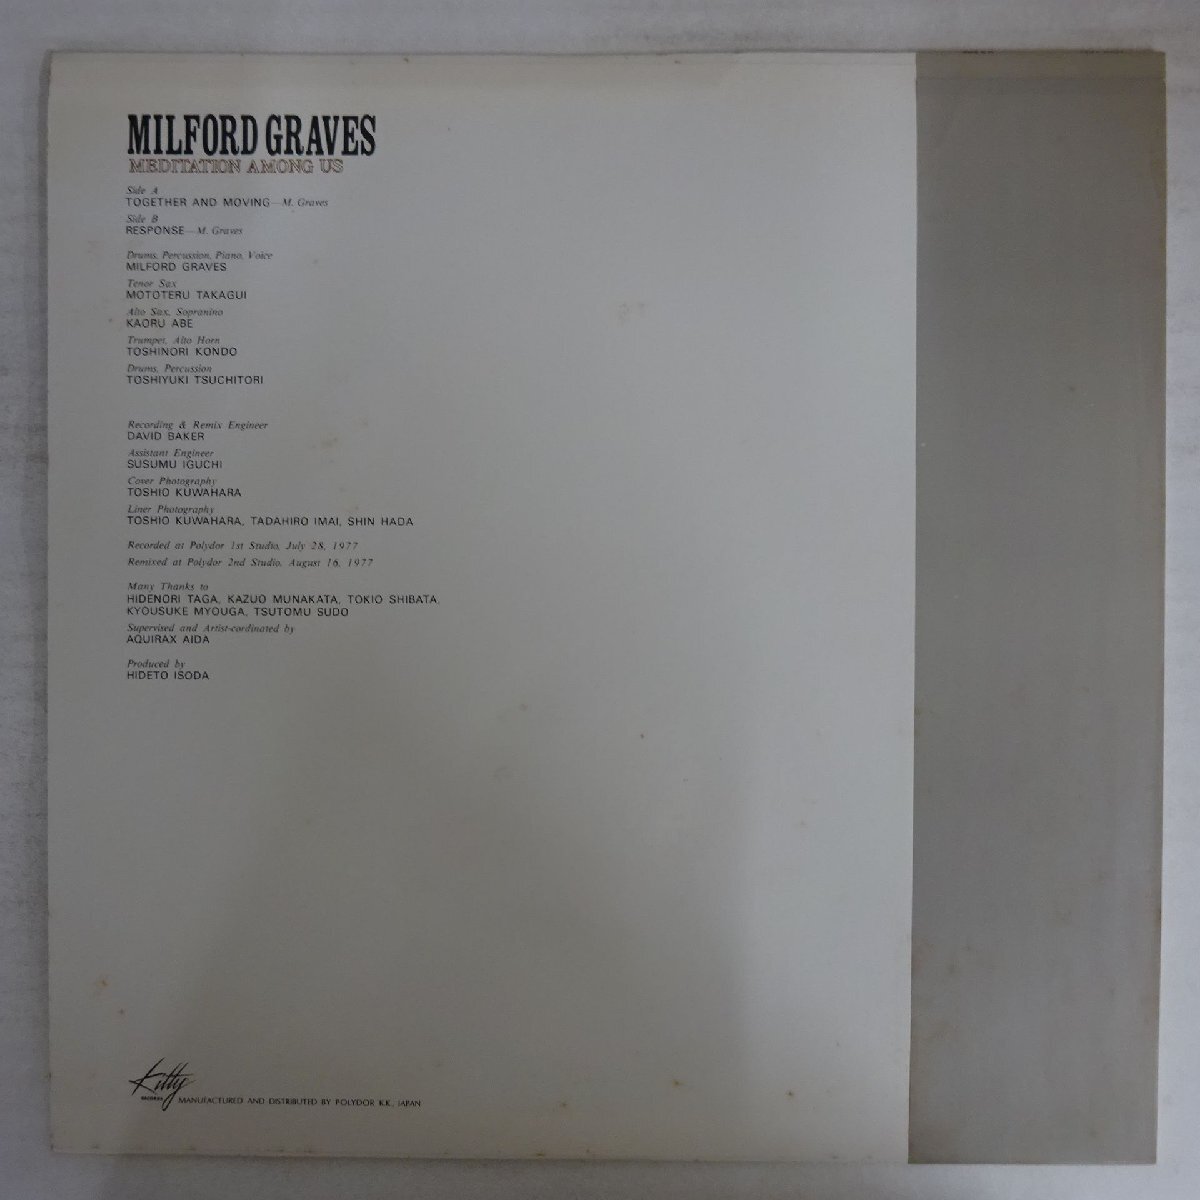 MILFORD GRAVES
MEDITATION AMONG US
Side A
TOGETHER AND MOVING—M. Graves
Side B
RESPONSE—M. Graves
Drums, Percussion, Piano, Voice
MILFORD GRAVES
Tenor Sax
MOTOTERU TAKAGUI
Alto Sax, Sopranino
KAORU ABE
Trumpet, Alto Horn
TOSHINORI KONDO
Drums, Percussion
TOSHIYUKI TSUCHITORI
Recording & Remix Engineer
DAVID BAKER
Assistant Engineer
SUSUMU IGUCHI
Cover Photography
TOSHIO KUWAHARA
Liner Photography
TOSHIO KUWAHARA, TADAHIRO IMAI, SHIN HADA
Recorded at Polydor 1st Studio, July 28, 1977
Remixed at Polydor 2nd Studio, August 16, 1977
Many Thanks to
HIDENORI TAGA, KAZUO MUNAKATA, TOKIO SHIBATA,
KYOUSUKE MYOUGA, TSUTOMU SUDO
Supervised and Artist-cordinated by
AQUIRAX AIDA
Produced by
HIDETO ISODA
Kitty
RECORDS
MANUFACTURED AND DISTRIBUTED BY POLYDOR K.K., JAPAN